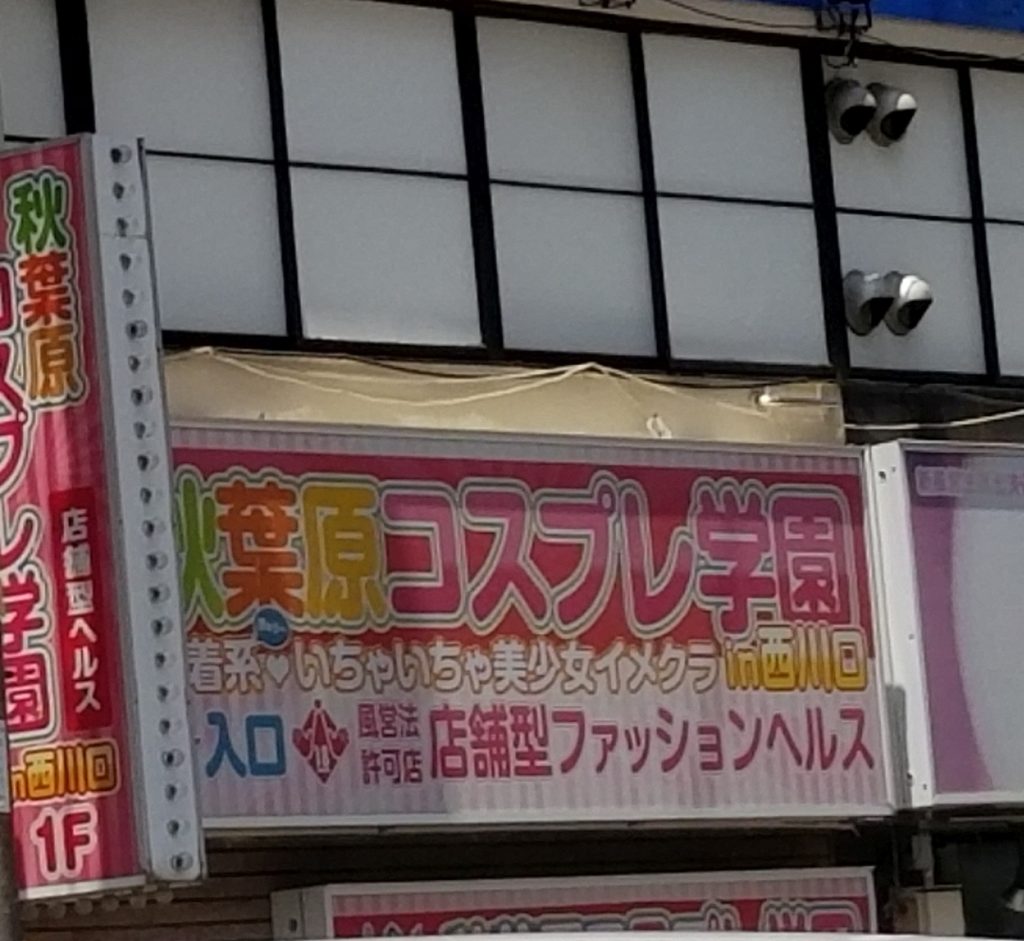 秋葉原
コスプレ学園
店舗型ヘルス
in西川口
1F
秋葉原コスプレ学園
着系♥いちゃいちゃ美少女イメクラ in西川口
入口
風営法
許可店
店舗型ファッションヘルス